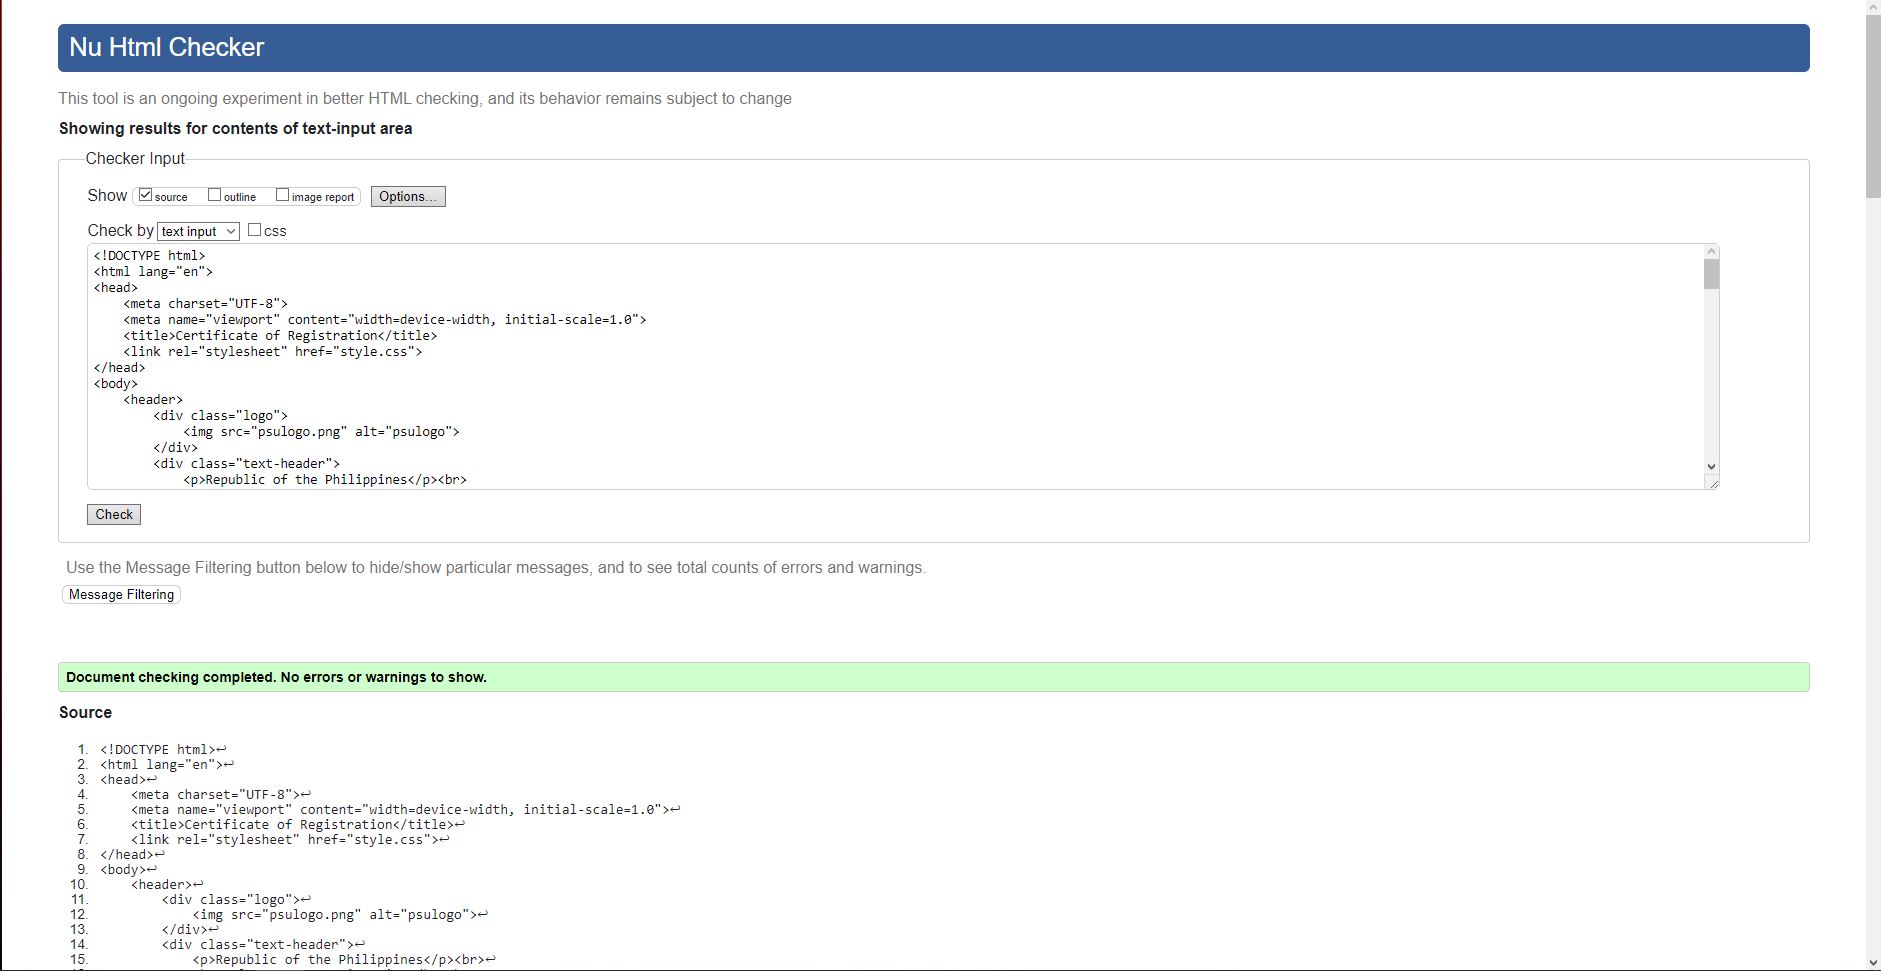 Nu Html Checker
This tool is an ongoing experiment in better HTML checking, and its behavior remains subject to change
Showing results for contents of text-input area
Checker Input
Show source outline image report Options...
Check by text input css
<!DOCTYPE html>
<html lang="en">
<head>
    <meta charset="UTF-8">
    <meta name="viewport" content="width=device-width, initial-scale=1.0">
    <title>Certificate of Registration</title>
    <link rel="stylesheet" href="style.css">
</head>
<body>
    <header>
        <div class="logo">
            <img src="psulogo.png" alt="psulogo">
        </div>
        <div class="text-header">
            <p>Republic of the Philippines</p><br>
Check
Use the Message Filtering button below to hide/show particular messages, and to see total counts of errors and warnings.
Message Filtering
Document checking completed. No errors or warnings to show.
Source
1. <!DOCTYPE html>↩
2. <html lang="en">↩
3. <head>↩
4.     <meta charset="UTF-8">↩
5.     <meta name="viewport" content="width=device-width, initial-scale=1.0">↩
6.     <title>Certificate of Registration</title>↩
7.     <link rel="stylesheet" href="style.css">↩
8. </head>↩
9. <body>↩
10.     <header>↩
11.         <div class="logo">↩
12.             <img src="psulogo.png" alt="psulogo">↩
13.         </div>↩
14.         <div class="text-header">↩
15.             <p>Republic of the Philippines</p><br>↩